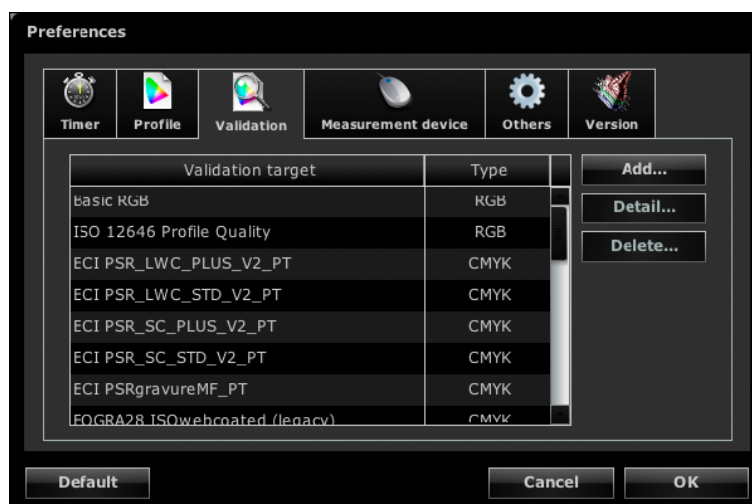 Preferences
Timer Profile Validation Measurement device Others Version
Validation target Type Add...
Basic RGB RGB
Detail...
ISO 12646 Profile Quality RGB
Delete...
ECI PSR_LWC_PLUS_V2_PT CMYK
ECI PSR_LWC_STD_V2_PT CMYK
ECI PSR_SC_PLUS_V2_PT CMYK
ECI PSR_SC_STD_V2_PT CMYK
ECI PSRgravureMF_PT CMYK
FOGRA28 ISOwebcoated (legacy) CMYK
Default Cancel OK